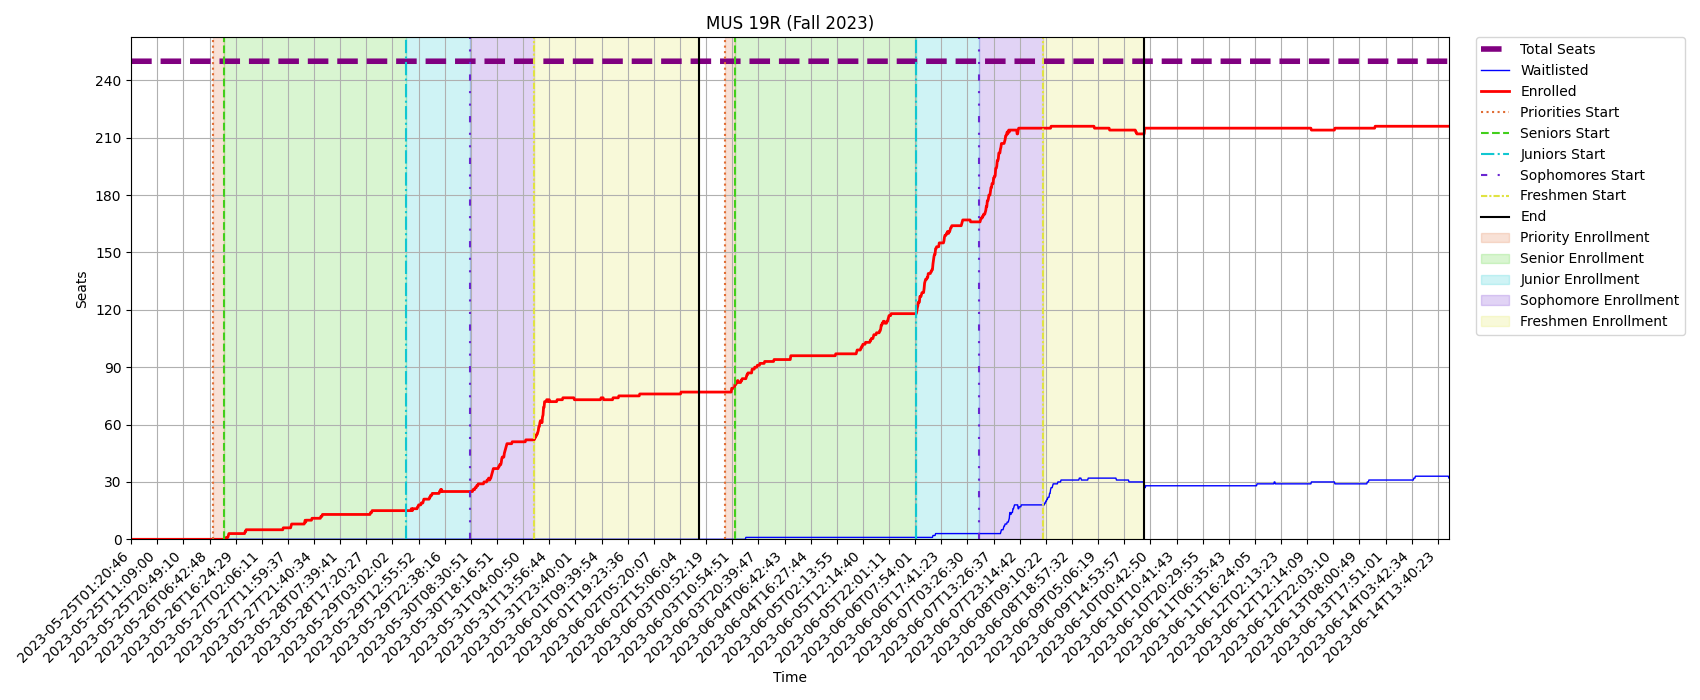 MUS 19R (Fall 2023)
Total Seats
Waitlisted
Enrolled
Priorities Start
Seniors Start
Juniors Start
Sophomores Start
Freshmen Start
End
Priority Enrollment
Senior Enrollment
Junior Enrollment
Sophomore Enrollment
Freshmen Enrollment
Seats
240
210
180
150
120
90
60
30
0
2023-05-25T01:20:46
2023-05-25T11:09:00
2023-05-25T20:49:10
2023-05-26T06:42:48
2023-05-26T16:24:29
2023-05-27T02:06:11
2023-05-27T11:59:37
2023-05-27T21:40:34
2023-05-28T07:39:41
2023-05-28T17:20:27
2023-05-29T03:02:02
2023-05-29T12:55:52
2023-05-29T22:38:16
2023-05-30T08:30:51
2023-05-30T18:16:51
2023-05-31T04:00:50
2023-05-31T13:56:44
2023-05-31T23:40:01
2023-06-01T09:39:54
2023-06-01T19:23:36
2023-06-02T05:20:07
2023-06-02T15:06:04
2023-06-03T00:52:19
2023-06-03T10:54:51
2023-06-03T20:39:47
2023-06-04T06:42:43
2023-06-04T16:27:44
2023-06-05T02:13:55
2023-06-05T12:14:40
2023-06-05T22:01:11
2023-06-06T07:54:01
2023-06-06T17:41:23
2023-06-07T03:26:30
2023-06-07T13:26:37
2023-06-07T23:14:42
2023-06-08T09:10:22
2023-06-08T18:57:32
2023-06-09T05:06:19
2023-06-09T14:53:57
2023-06-10T00:42:50
2023-06-10T10:41:43
2023-06-10T20:29:55
2023-06-11T06:35:43
2023-06-11T16:24:05
2023-06-12T02:13:23
2023-06-12T12:14:09
2023-06-12T22:03:10
2023-06-13T08:00:49
2023-06-13T17:51:01
2023-06-14T03:42:34
2023-06-14T13:40:23
Time